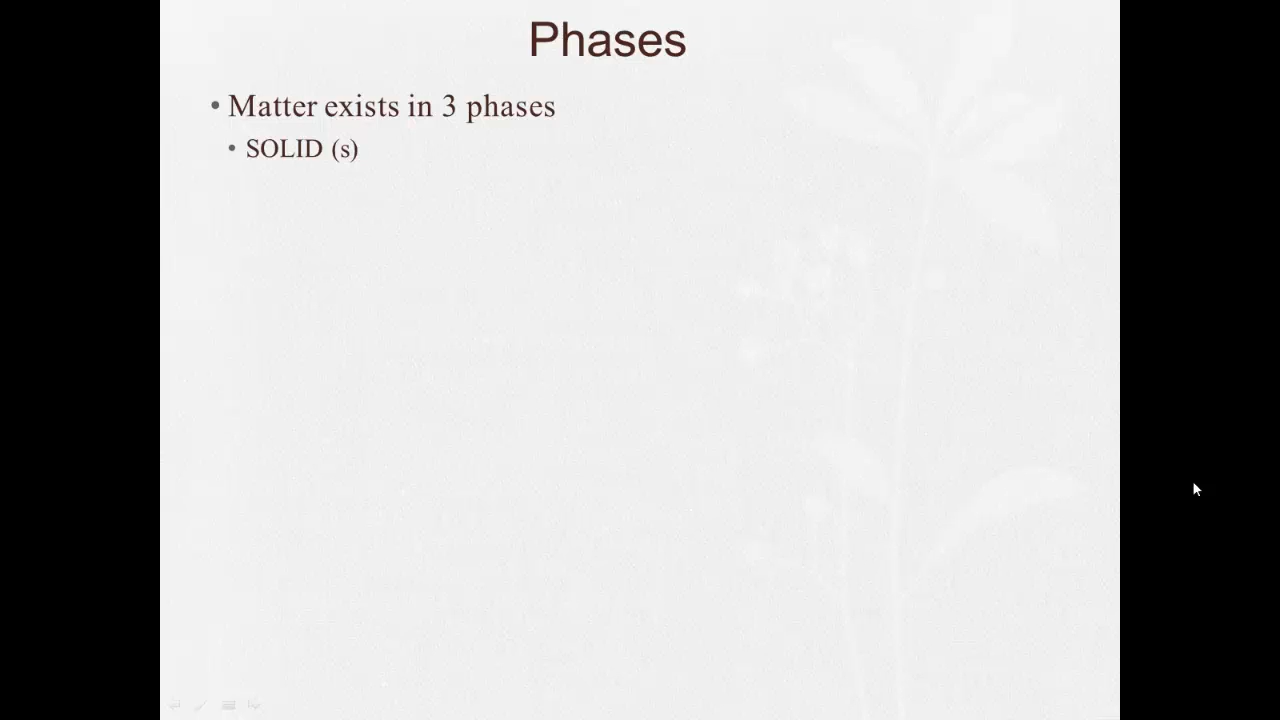 Phases
• Matter exists in 3 phases
• SOLID (s)